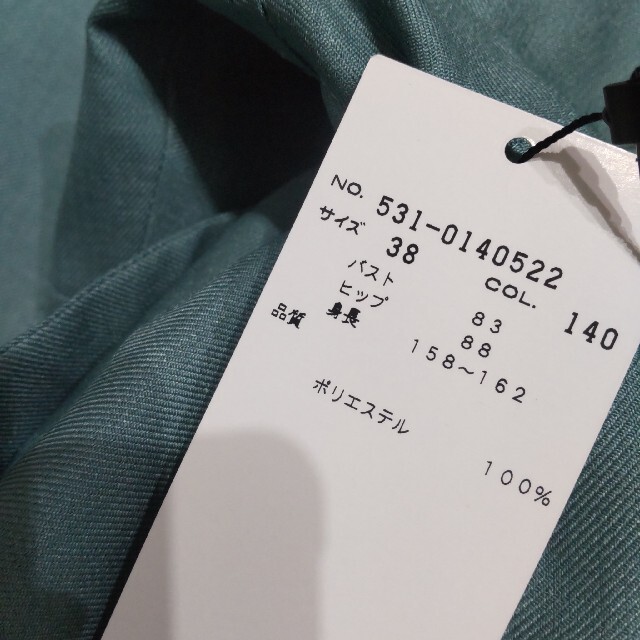 NO. 531-0140522
サイズ 38 COL. 140
バスト 83
ヒップ 88
身長 158～162
品質
ポリエステル 100%